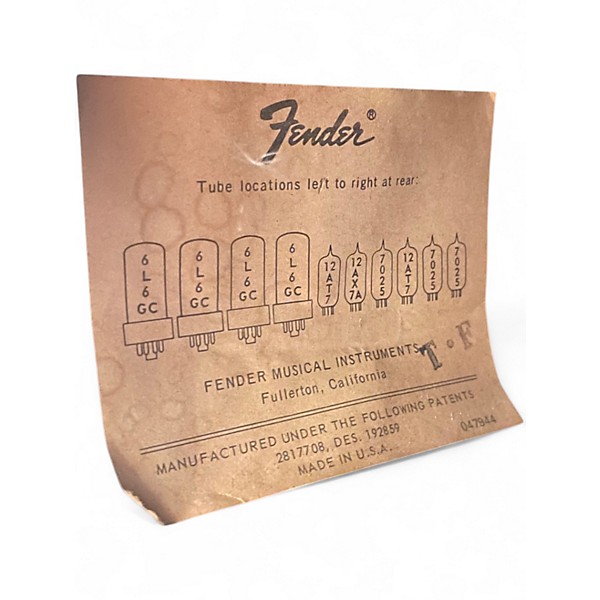 Fender®
Tube locations left to right at rear:
6L6GC 6L6GC 6L6GC 6L6GC 12AT7 12AX7A 7025 12AT7 7025 7025
FENDER MUSICAL INSTRUMENTS
T·F
Fullerton, California
MANUFACTURED UNDER THE FOLLOWING PATENTS
2817708, DES. 192859
047944
MADE IN U.S.A.